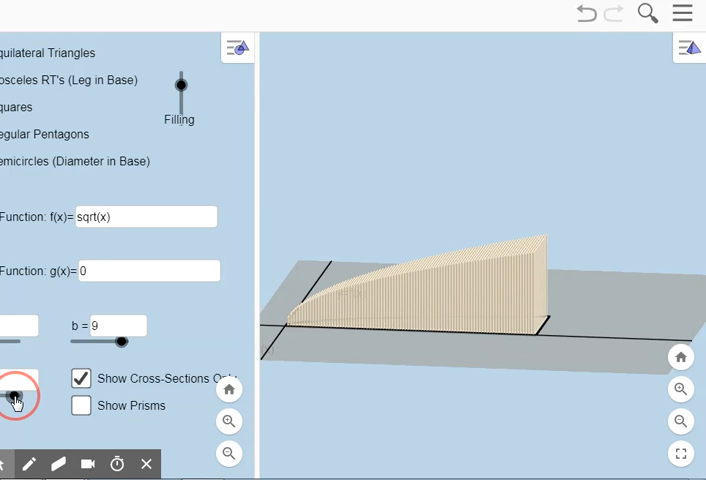 quilateral Triangles
osceles RT's (Leg in Base)
quares
egular Pentagons
emicircles (Diameter in Base)
Filling
Function: f(x)= sqrt(x)
Function: g(x)= 0
b = 9
Show Cross-Sections On
Show Prisms